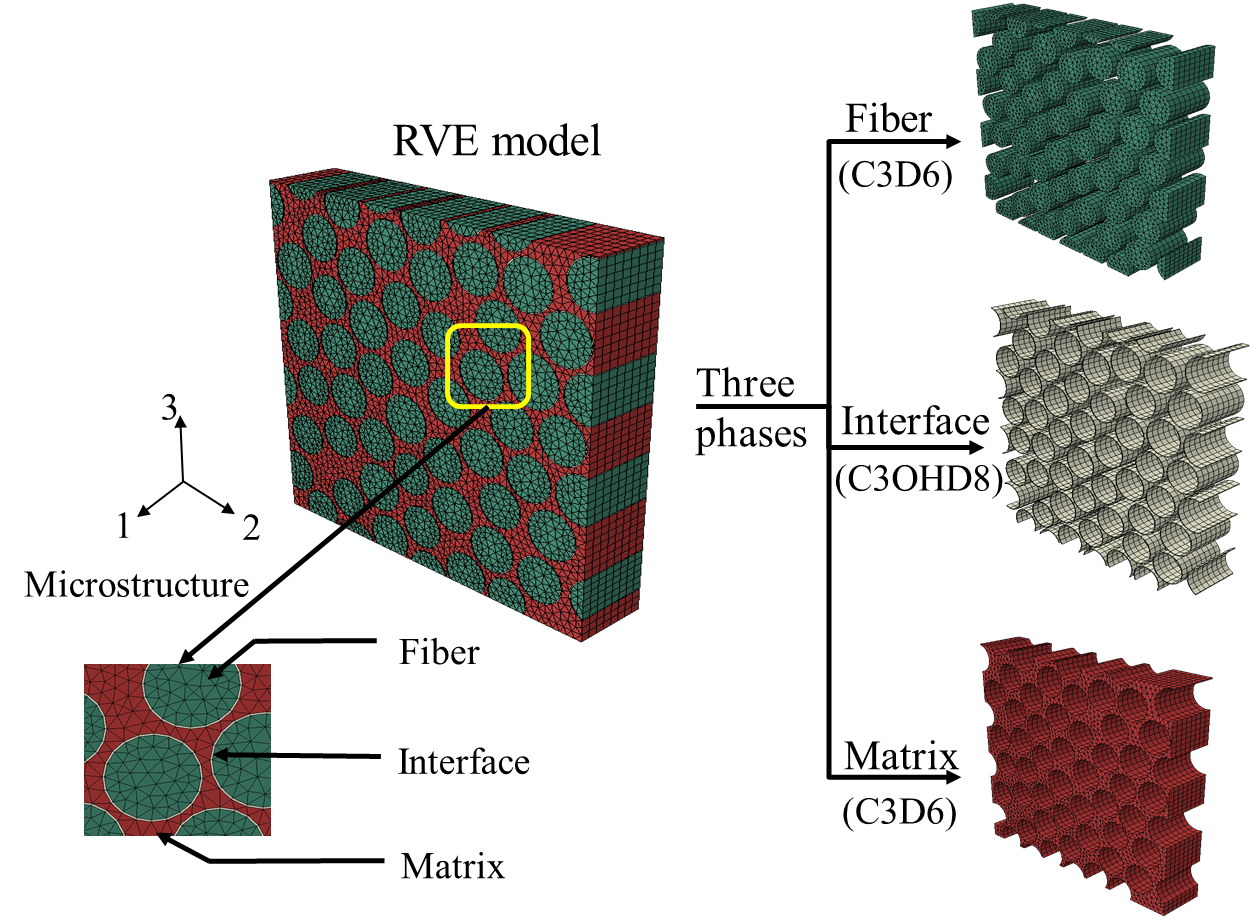 RVE model
Fiber
(C3D6)
Three
phases
Interface
(C3OHD8)
3
1
2
Microstructure
Fiber
Interface
Matrix
Matrix
(C3D6)